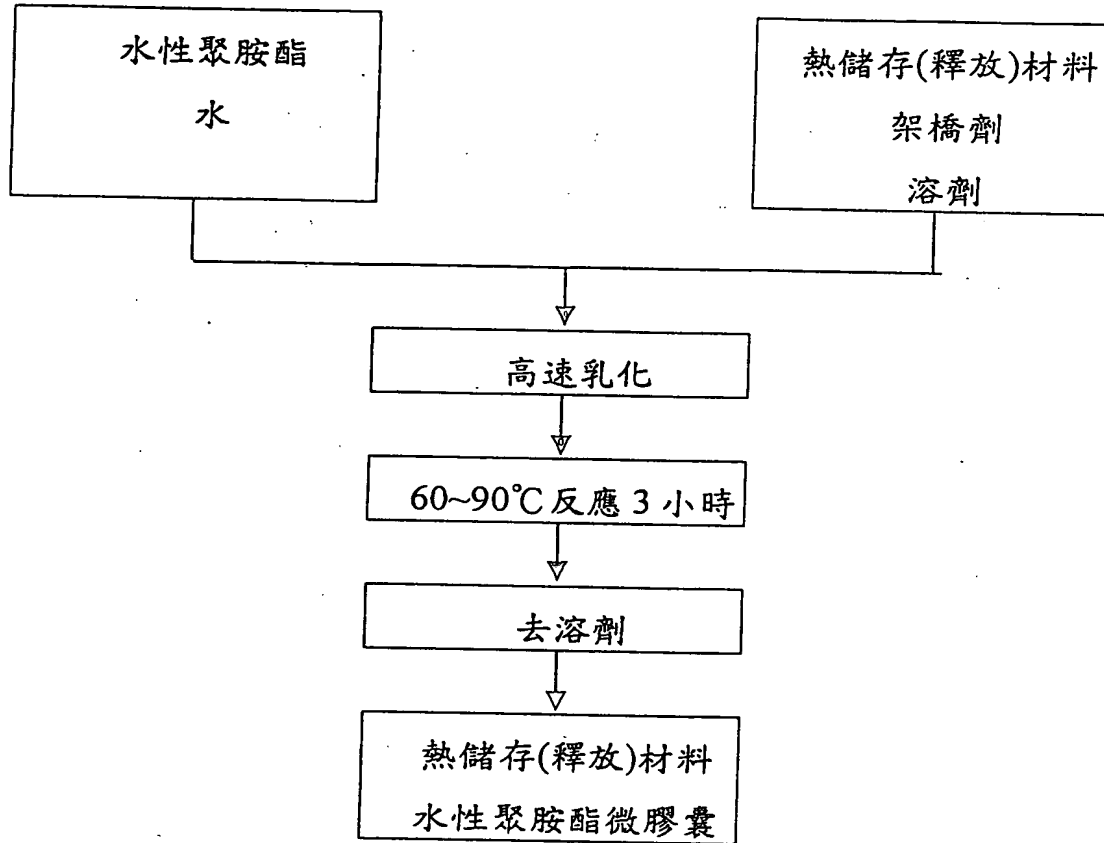 水性聚胺酯
水
熱儲存(釋放)材料
架橋劑
溶劑
高速乳化
60~90℃反應3小時
去溶劑
熱儲存(釋放)材料
水性聚胺酯微膠囊